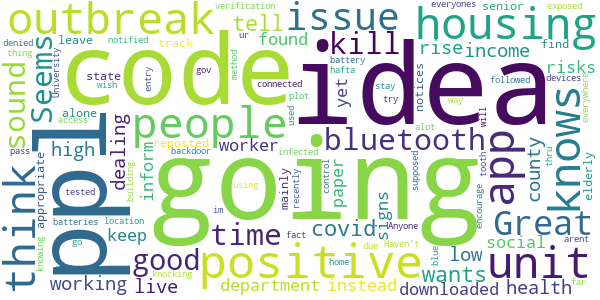 outbreak
verification
ur
tell
issue
senior
everyones
exposed
housing
denied
thing
leave
notified
track
found
kill
rise
income
find
notices
risks
Seems
sound
code
idea
University
state
wish
entry
gov
method
connected
battery
hafta
plot
stay
try
devices
followed
way
everywhere
alone
access
yet
used
will
people
ppl
think
pass
high
dealing
inform
reposted
backdoor
infected
bluetooth
app
knows
worker
mainly
recently
control
paper
supposed
tooth
county
thru
elderly
appropriate
tested
building
using
going
time
im
covid
signs
fact
Anyone
encourage
Great
knowing
batteries
go
location
keep
good
positive
blue
low
social
unit
arent
working
live
knocking
department
home
due
instead
Haven't
wants
downloaded
health
far
alot